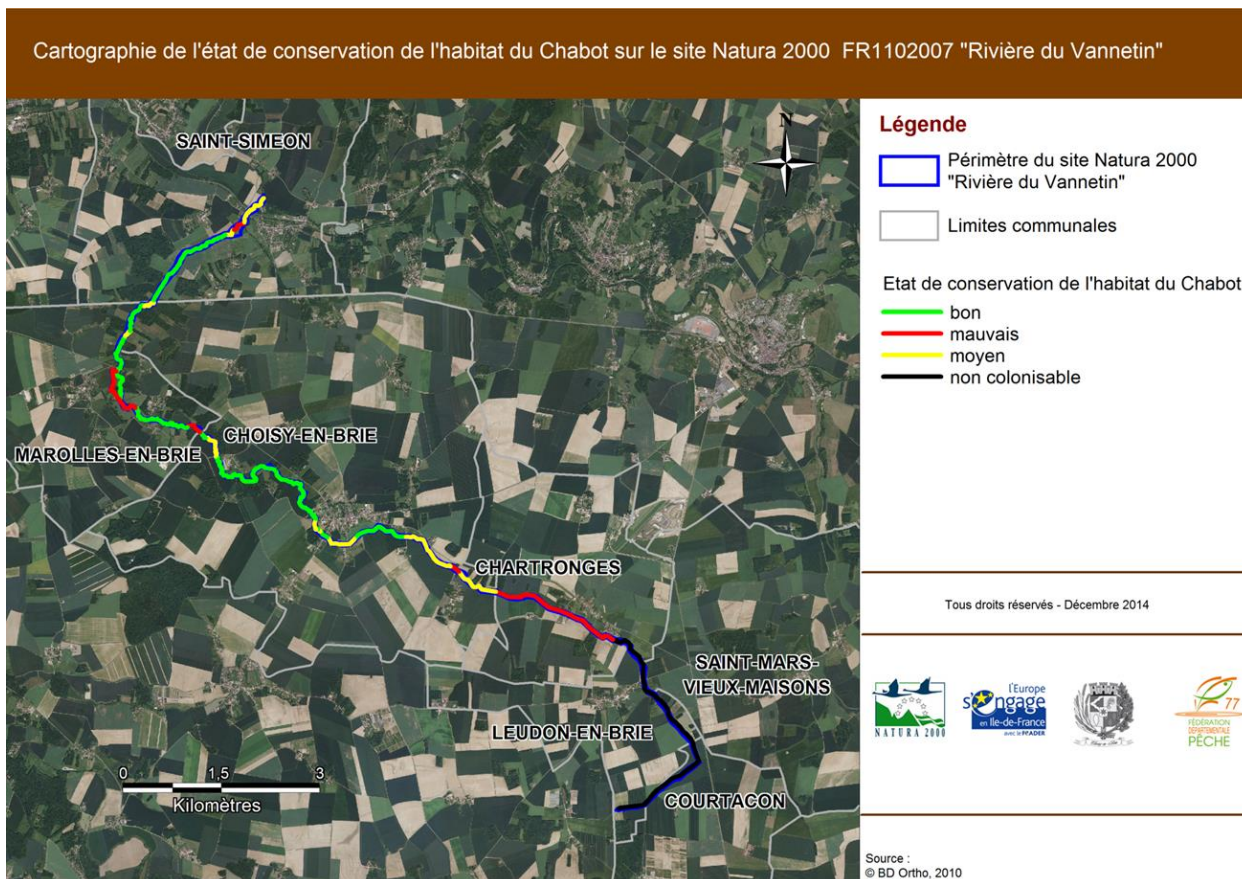 Cartographie de l'état de conservation de l'habitat du Chabot sur le site Natura 2000 FR1102007 "Rivière du Vannetin"
SAINT-SIMEON
N
CHOISY-EN-BRIE
MAROLLES-EN-BRIE
CHARTRONGES
SAINT-MARS-
VIEUX-MAISONS
LEUDON-EN-BRIE
COURTACON
0 1,5 3
Kilomètres
Légende
Périmètre du site Natura 2000
"Rivière du Vannetin"
Limites communales
Etat de conservation de l'habitat du Chabot
bon
mauvais
moyen
non colonisable
Tous droits réservés - Décembre 2014
NATURA 2000
l'Europe
s'engage
en Ile-de-France
avec le FEADER
77
FÉDÉRATION
DÉPARTEMENTALE
PÊCHE
Source :
© BD Ortho, 2010